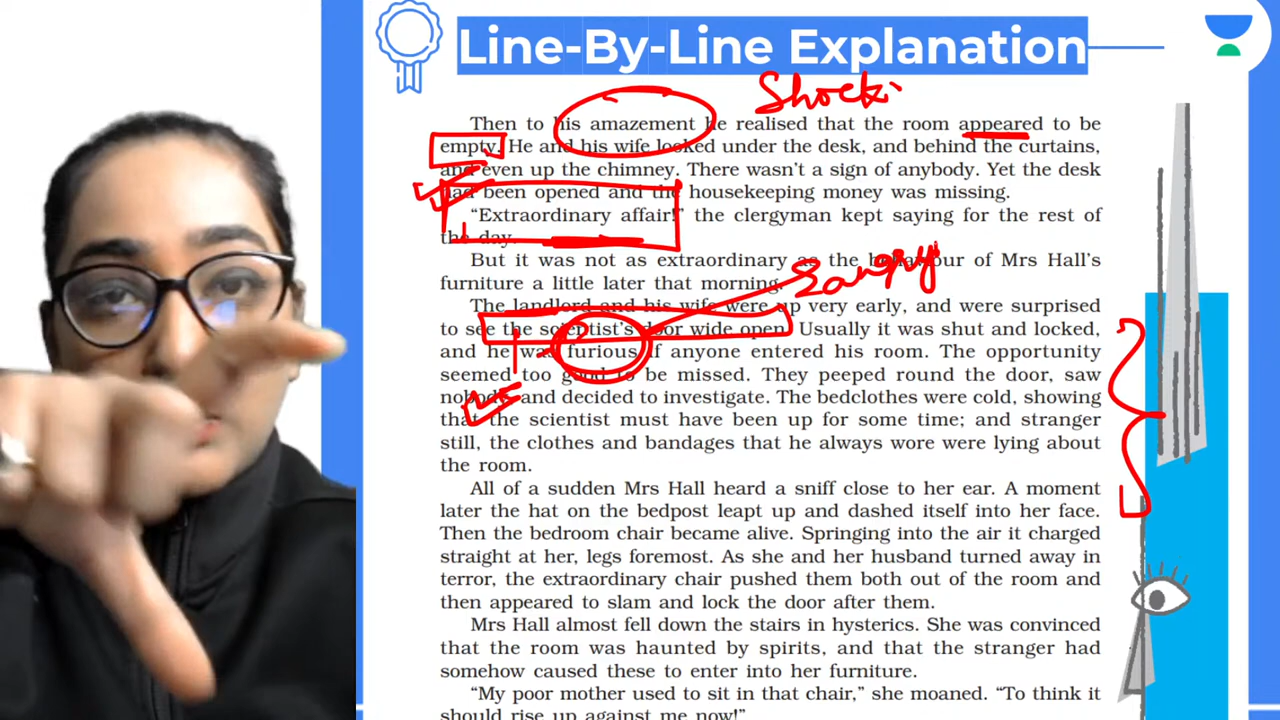 Line-By-Line Explanation
Shocki
Then to his amazement he realised that the room appeared to be
empty. He and his wife looked under the desk, and behind the curtains,
and even up the chimney. There wasn't a sign of anybody. Yet the desk
had been opened and the housekeeping money was missing.
"Extraordinary affair!" the clergyman kept saying for the rest of
the day.
But it was not as extraordinary as the behaviour of Mrs Hall's
furniture a little later that morning.
angry
The landlord and his wife were up very early, and were surprised
to see the scientist's door wide open. Usually it was shut and locked,
and he was furious if anyone entered his room. The opportunity
seemed too good to be missed. They peeped round the door, saw
nobody, and decided to investigate. The bedclothes were cold, showing
that the scientist must have been up for some time; and stranger
still, the clothes and bandages that he always wore were lying about
the room.
All of a sudden Mrs Hall heard a sniff close to her ear. A moment
later the hat on the bedpost leapt up and dashed itself into her face.
Then the bedroom chair became alive. Springing into the air it charged
straight at her, legs foremost. As she and her husband turned away in
terror, the extraordinary chair pushed them both out of the room and
then appeared to slam and lock the door after them.
Mrs Hall almost fell down the stairs in hysterics. She was convinced
that the room was haunted by spirits, and that the stranger had
somehow caused these to enter into her furniture.
"My poor mother used to sit in that chair," she moaned. "To think it
should rise up against me now!"